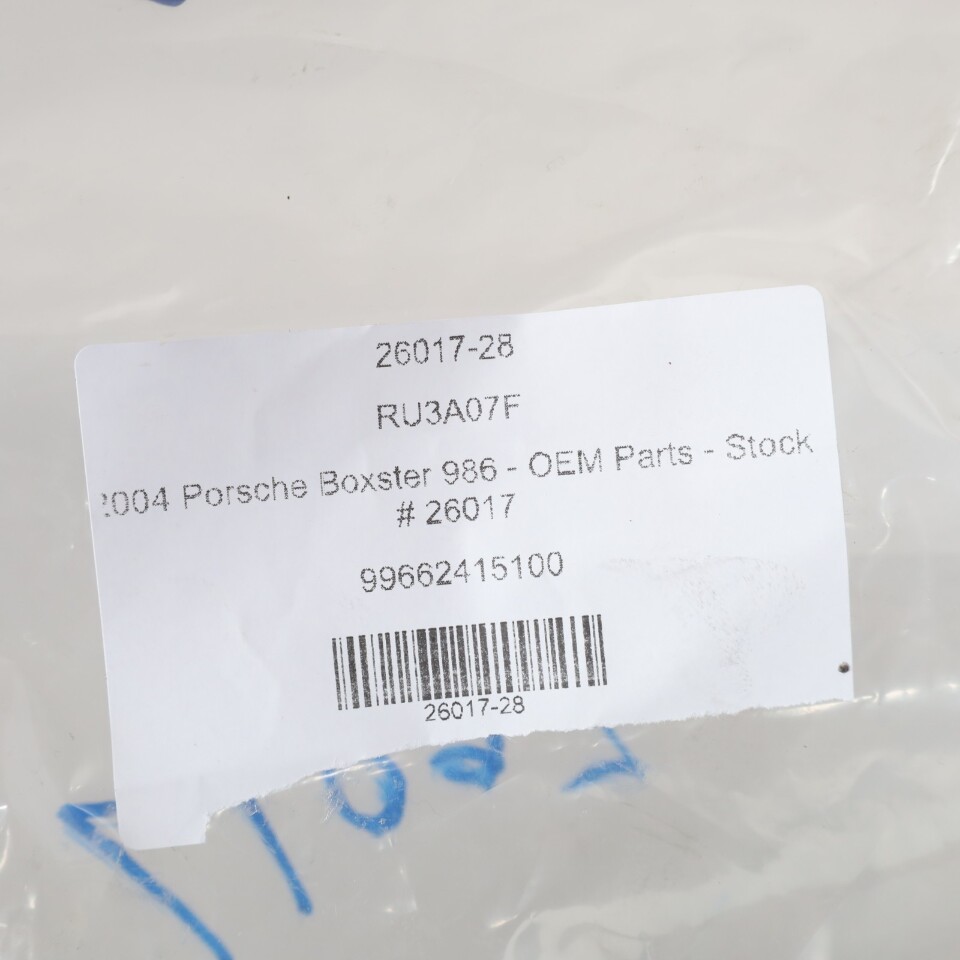 26017-28
RU3A07F
2004 Porsche Boxster 986 - OEM Parts - Stock
# 26017
99662415100
26017-28